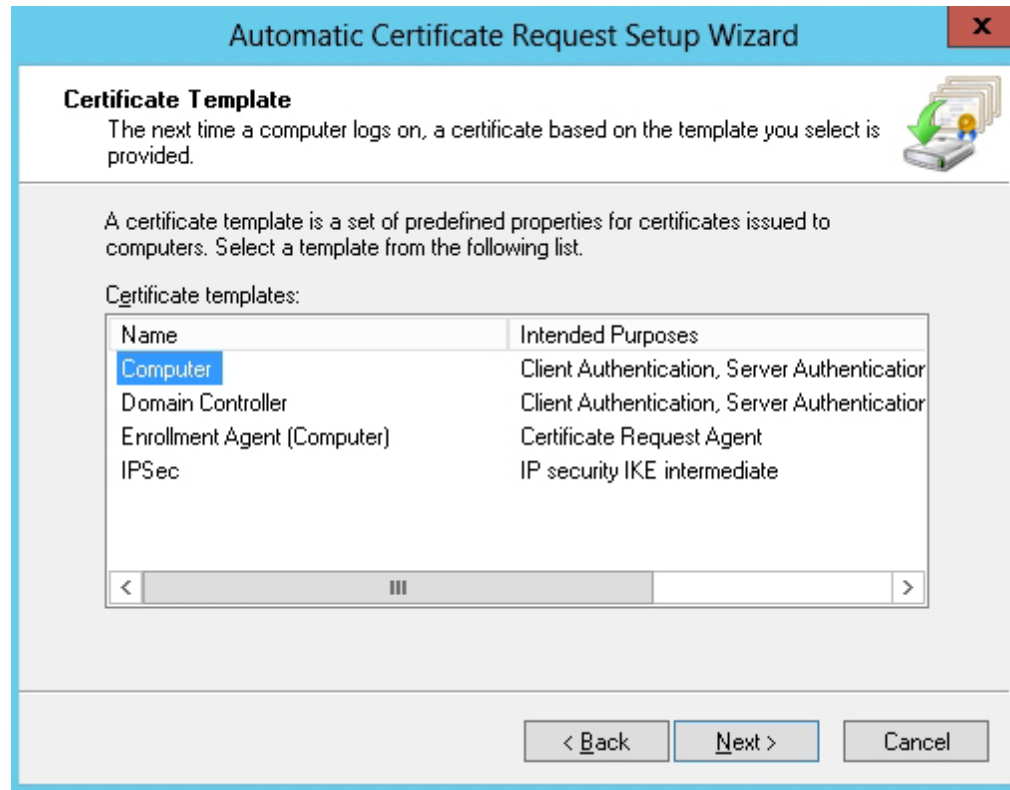 Automatic Certificate Request Setup Wizard
x
Certificate Template
The next time a computer logs on, a certificate based on the template you select is
provided.
A certificate template is a set of predefined properties for certificates issued to
computers. Select a template from the following list.
Certificate templates:
Name Intended Purposes
Computer Client Authentication, Server Authentication
Domain Controller Client Authentication, Server Authentication
Enrollment Agent (Computer) Certificate Request Agent
IPSec IP security IKE intermediate
< Back Next > Cancel